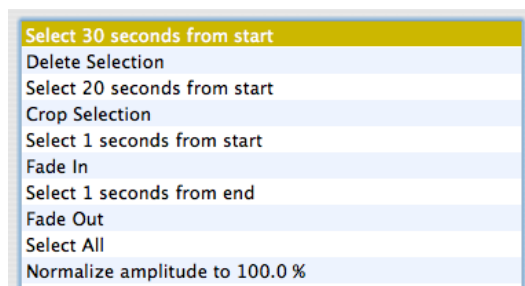 Select 30 seconds from start
Delete Selection
Select 20 seconds from start
Crop Selection
Select 1 seconds from start
Fade In
Select 1 seconds from end
Fade Out
Select All
Normalize amplitude to 100.0 %